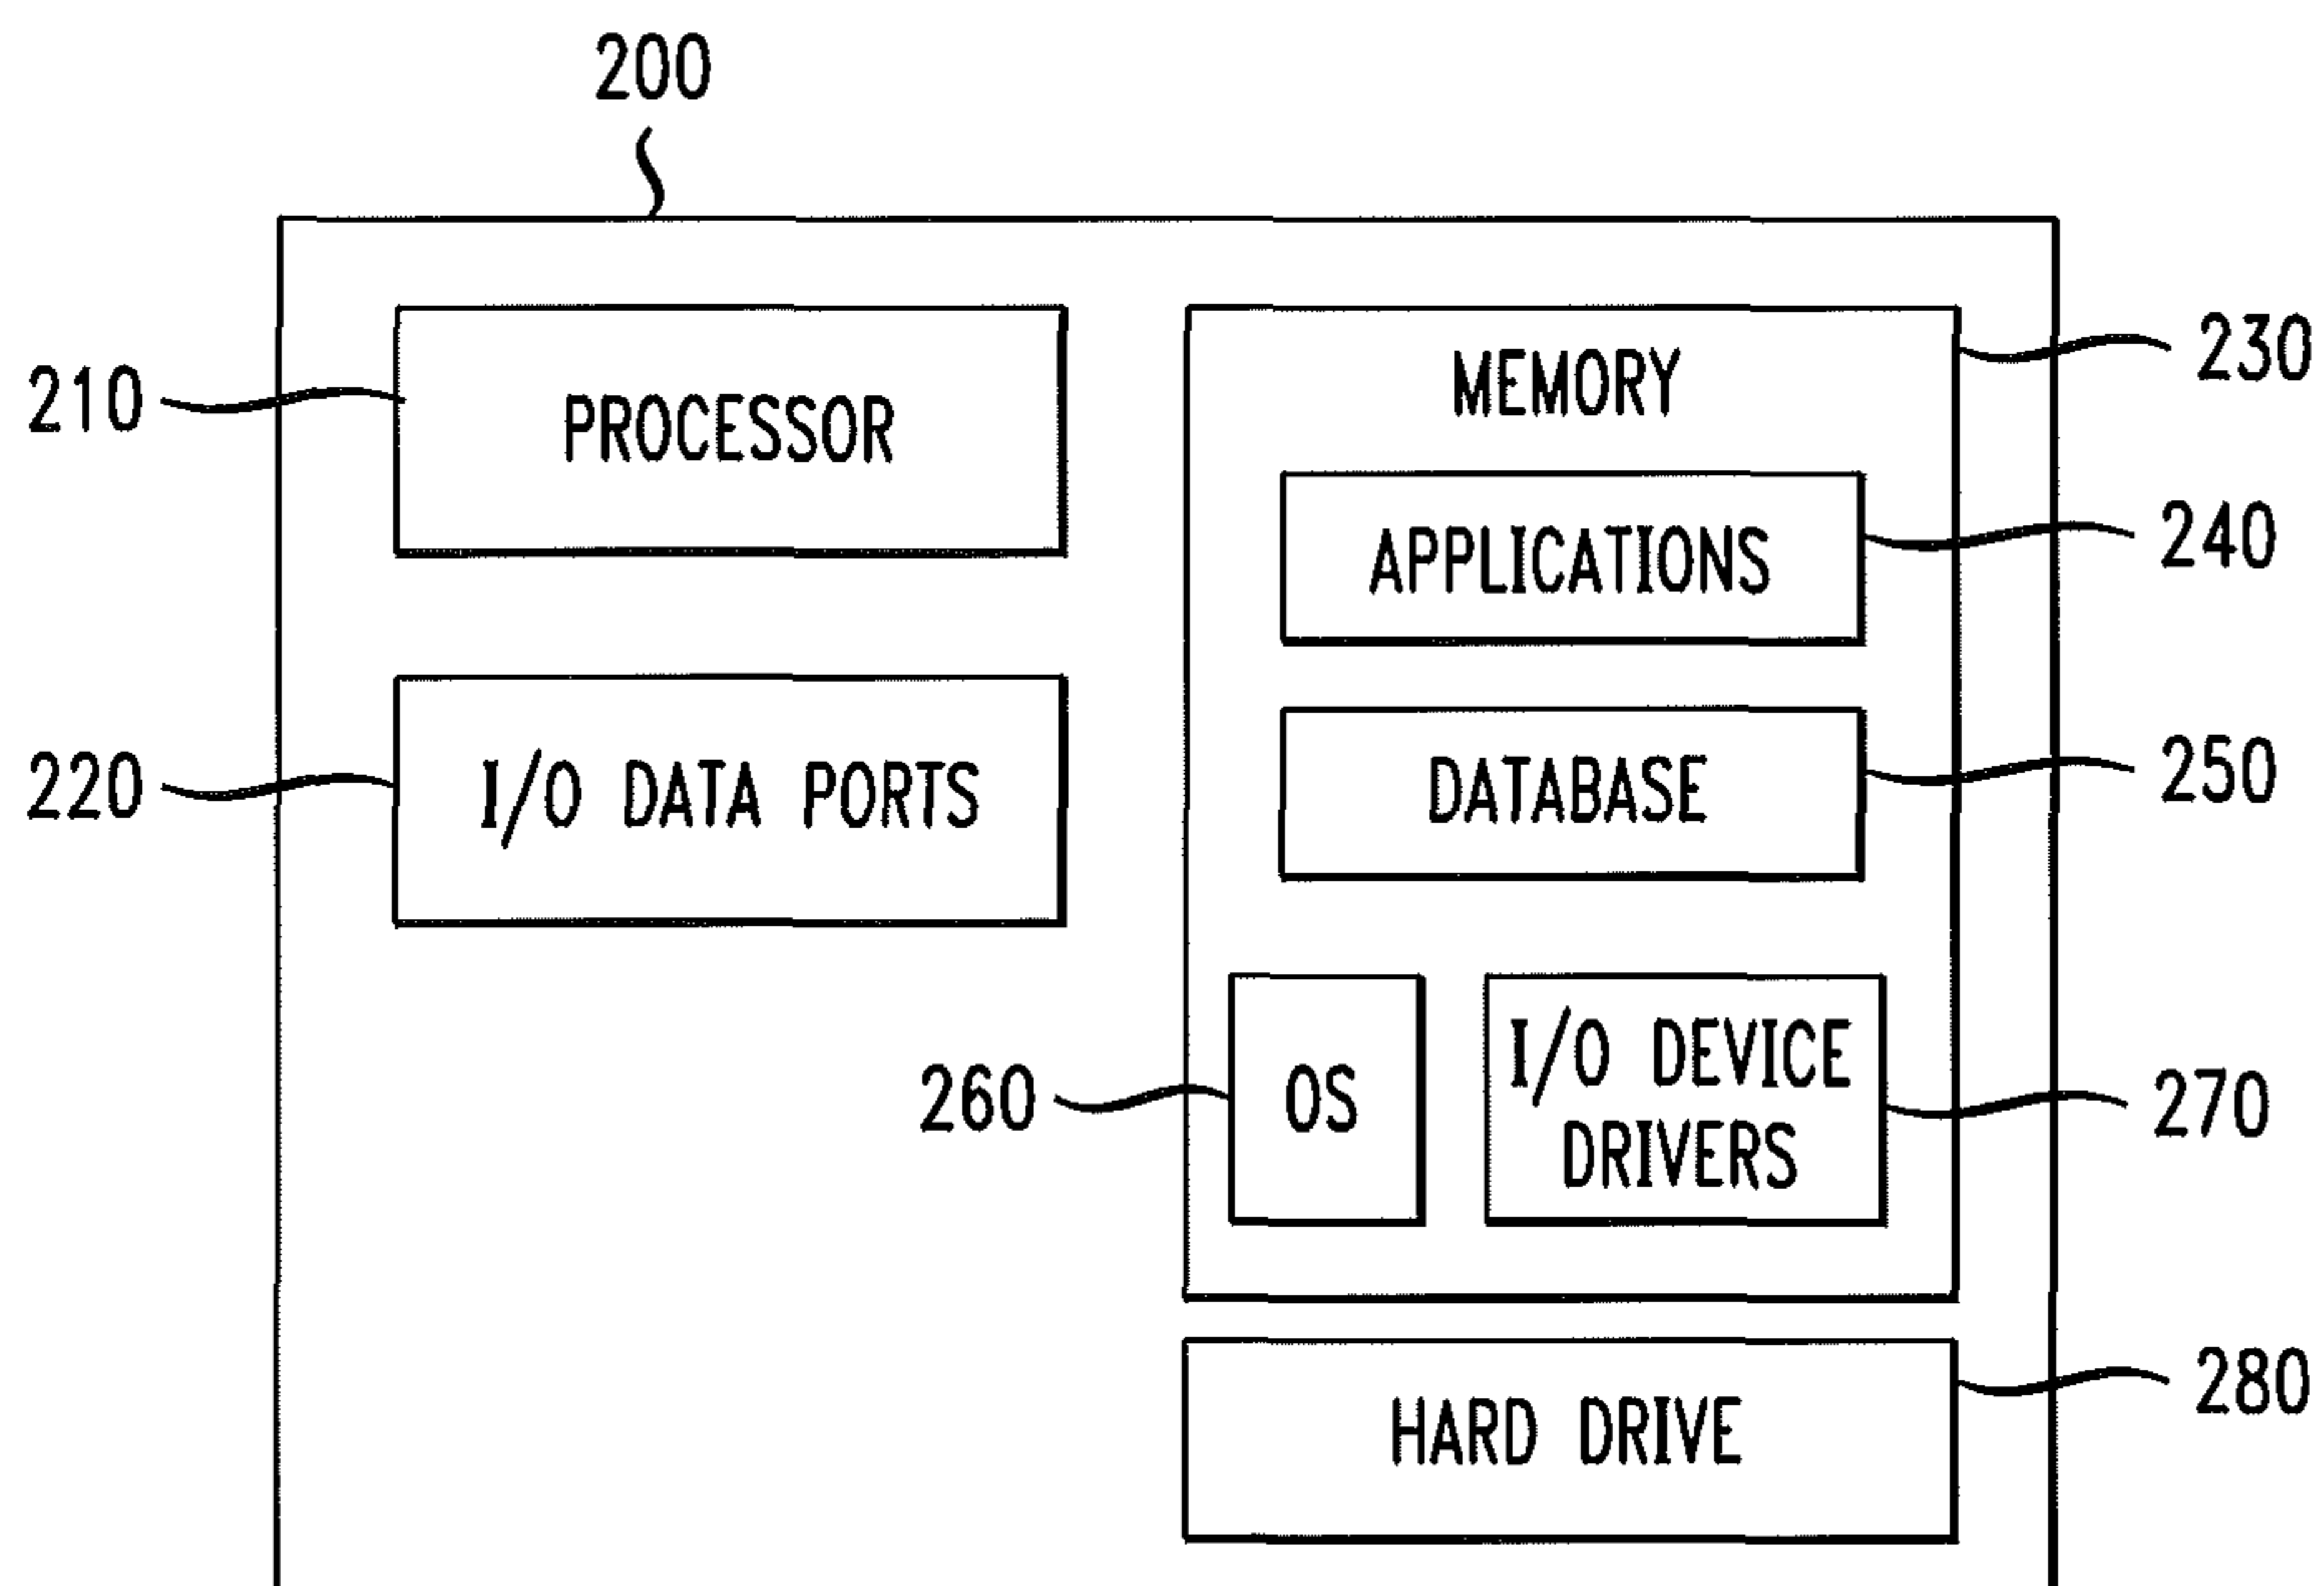 200
210
PROCESSOR
220
I/O DATA PORTS
MEMORY
230
APPLICATIONS
240
DATABASE
250
260
OS
I/O DEVICE
DRIVERS
270
HARD DRIVE
280